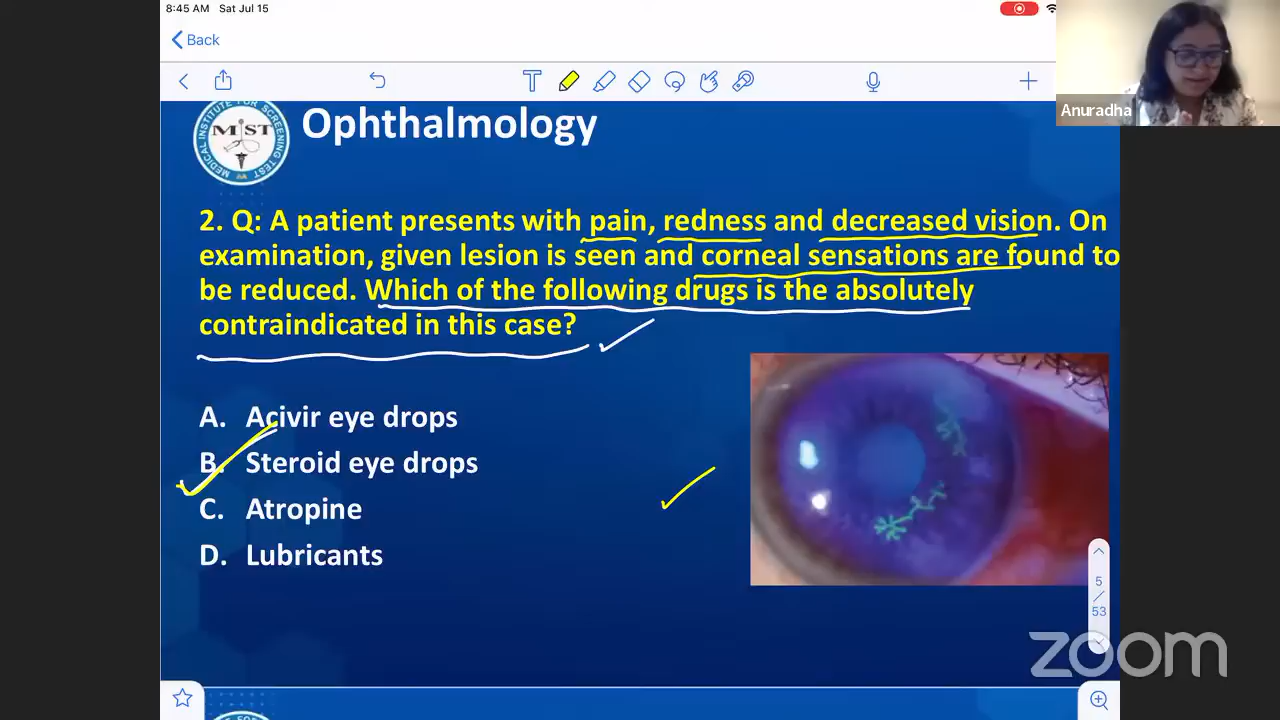 8:45 AM Sat Jul 15
Back
Anuradha
MEDICAL INSTITUTE FOR SCREENING TEST
MIST
Ophthalmology
2. Q: A patient presents with pain, redness and decreased vision. On
examination, given lesion is seen and corneal sensations are found to
be reduced. Which of the following drugs is the absolutely
contraindicated in this case?
A. Acivir eye drops
B. Steroid eye drops
C. Atropine
D. Lubricants
5
/
53
zoom